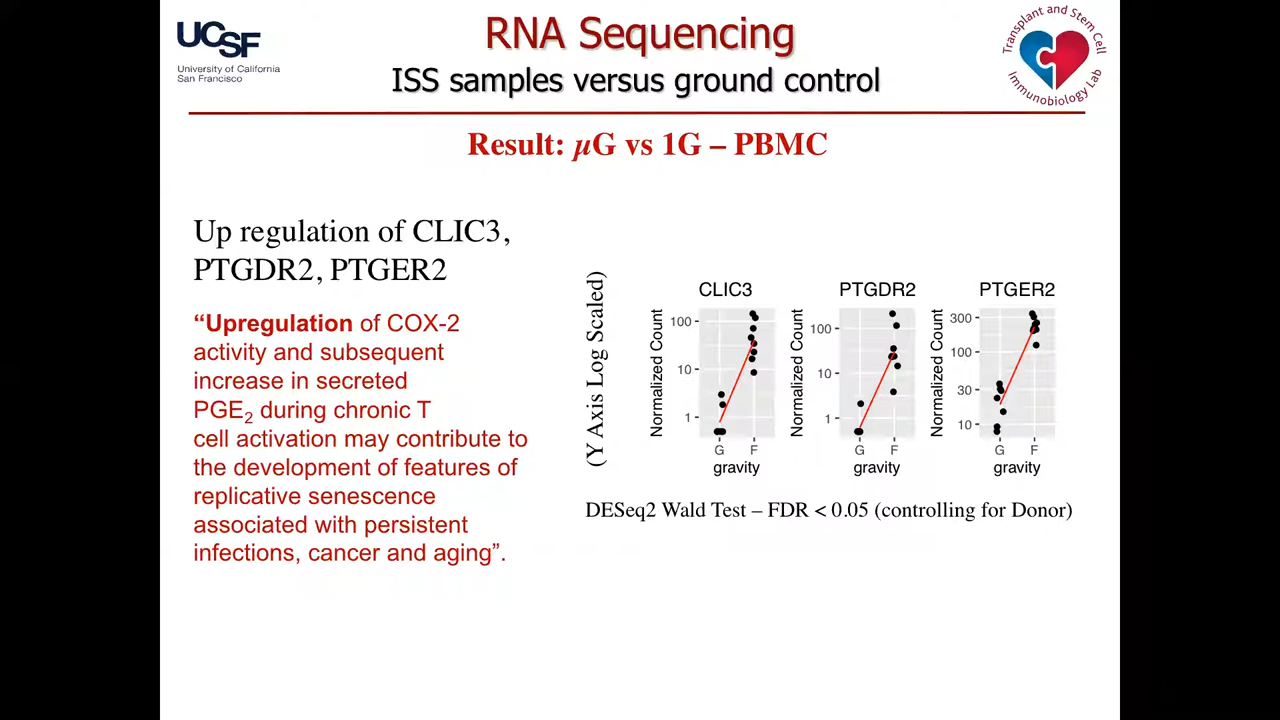 UCSF
University of California
San Francisco
RNA Sequencing
ISS samples versus ground control
Transplant and Stem Cell
Immunobiology Lab
Result: µG vs 1G – PBMC
Up regulation of CLIC3,
PTGDR2, PTGER2
“Upregulation of COX-2
activity and subsequent
increase in secreted
PGE2 during chronic T
cell activation may contribute to
the development of features of
replicative senescence
associated with persistent
infections, cancer and aging”.
(Y Axis Log Scaled)
CLIC3
Normalized Count
100
10
1
G F
gravity
PTGDR2
Normalized Count
100
10
1
G F
gravity
PTGER2
Normalized Count
300
100
30
10
G F
gravity
DESeq2 Wald Test – FDR < 0.05 (controlling for Donor)